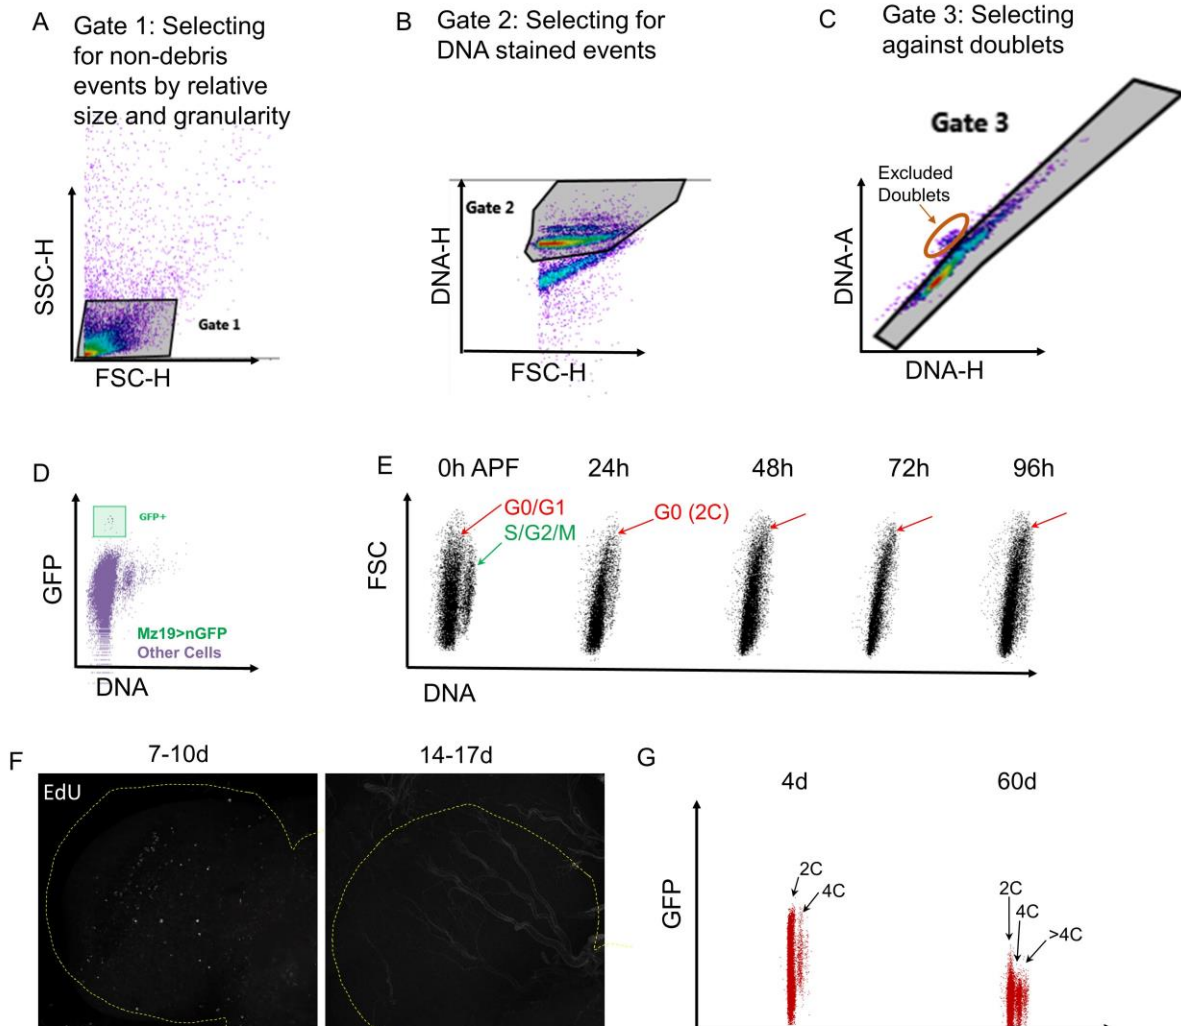 A
Gate 1: Selecting
for non-debris
events by relative
size and granularity
SSC-H
Gate 1
FSC-H
B
Gate 2: Selecting for
DNA stained events
DNA-H
Gate 2
FSC-H
C
Gate 3: Selecting
against doublets
Gate 3
Excluded
Doublets
DNA-A
DNA-H
D
GFP
GFP+
Mz19>nGFP
Other Cells
DNA
E
0h APF
24h
48h
72h
96h
G0/G1
S/G2/M
G0 (2C)
FSC
DNA
F
7-10d
14-17d
EdU
G
4d
60d
GFP
2C
4C
2C
4C
>4C